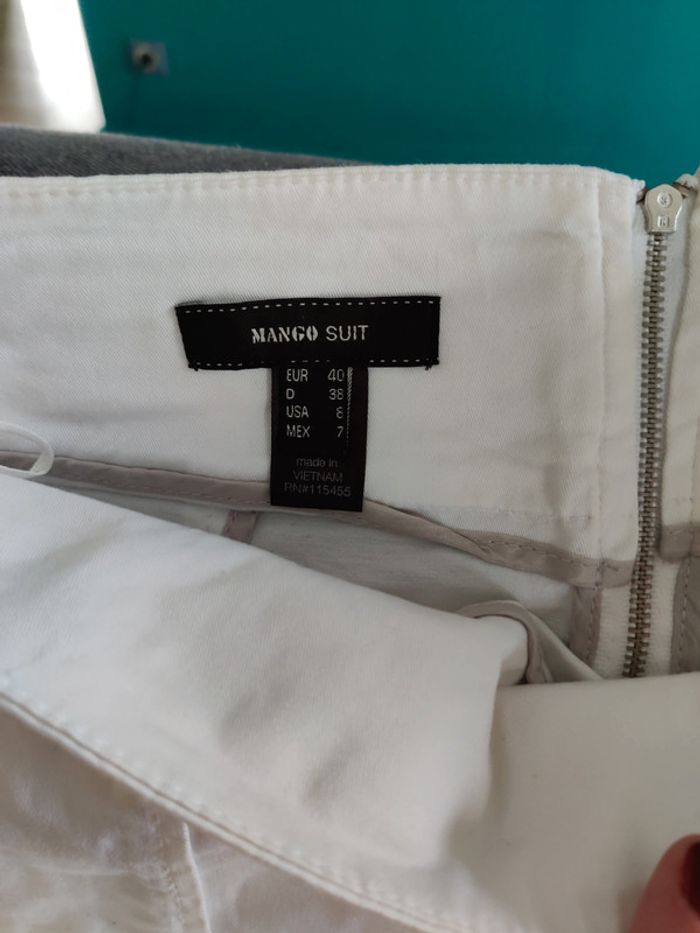 MANGO SUIT
EUR 40
D 38
USA 8
MEX 7
made in
VIETNAM
RN#115455